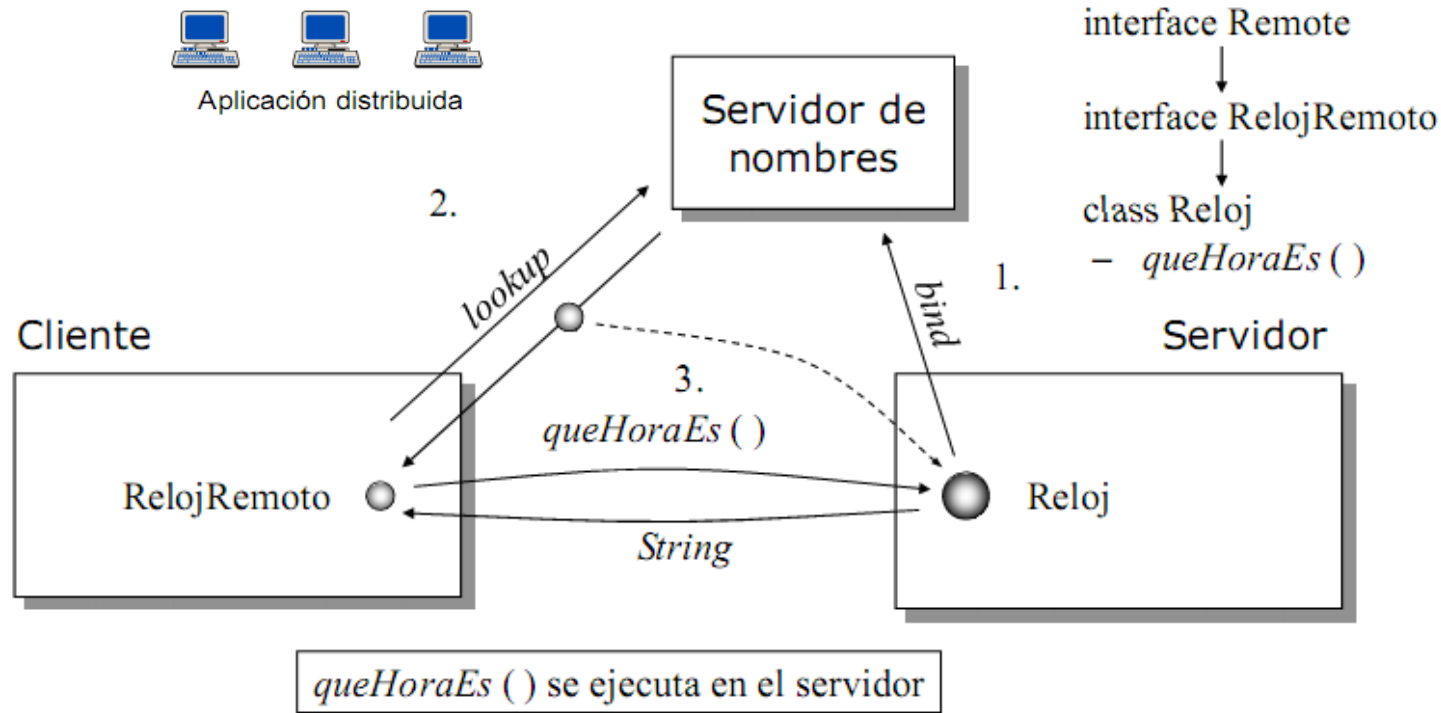 Aplicación distribuida
Servidor de
nombres
interface Remote
interface RelojRemoto
class Reloj
– queHoraEs ( )
2.
lookup
1.
bind
Cliente
Servidor
3.
queHoraEs ( )
RelojRemoto
Reloj
String
queHoraEs ( ) se ejecuta en el servidor